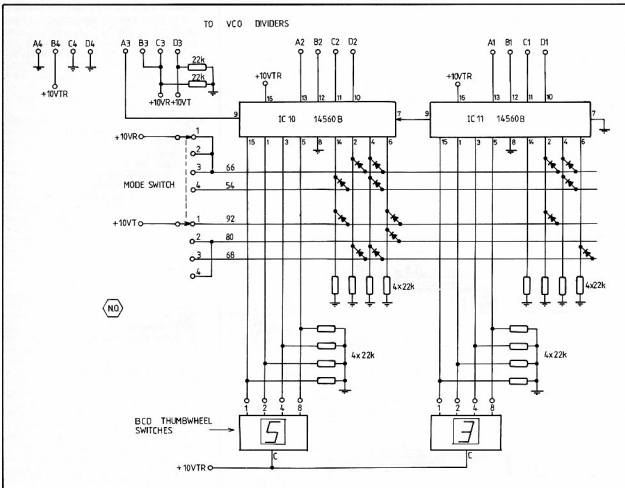 TO VCO DIVIDERS
A4 B4 C4 D4 A3 B3 C3 D3 A2 B2 C2 D2 A1 B1 C1 D1
22k
22k
+10VTR
+10VR +10VT
+10VTR
+10VTR
16 13 12 11 10
16 13 12 11 10
9 IC 10 14560B 7
9 IC 11 14560B 7
15 1 3 5 8 14 2 4 6
15 1 3 5 8 14 2 4 6
+10VR 1
2
3 66
MODE SWITCH
4 54
+10VT 1 92
2 80
3 68
4
4x22k
4x22k
N.O
4x22k
4x22k
1 2 4 8
1 2 4 8
BCD THUMBWHEEL
SWITCHES
5
3
C
C
+10VTR